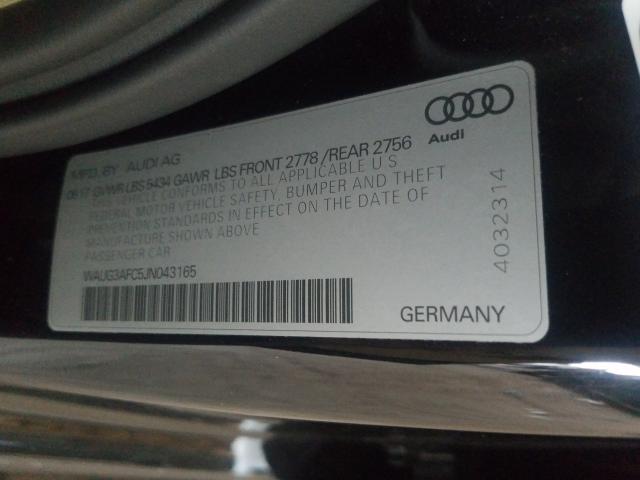 Audi
MFD. BY AUDI AG
08.17 GVWR LBS 5434 GAWR LBS FRONT 2778 / REAR 2756
VEHICLE CONFORMS TO ALL APPLICABLE U S
FEDERAL MOTOR VEHICLE SAFETY, BUMPER AND THEFT
PREVENTION STANDARDS IN EFFECT ON THE DATE OF
MANUFACTURE SHOWN ABOVE
PASSENGER CAR
WAUG3AFC5JN043165
4032314
GERMANY